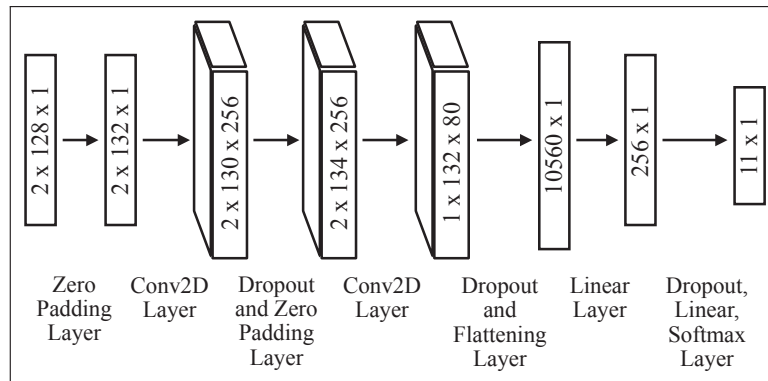 2 x 128 x 1
2 x 132 x 1
2 x 130 x 256
2 x 134 x 256
1 x 132 x 80
10560 x 1
256 x 1
11 x 1
Zero
Padding
Layer
Conv2D
Layer
Dropout
and Zero
Padding
Layer
Conv2D
Layer
Dropout
and
Flattening
Layer
Linear
Layer
Dropout,
Linear,
Softmax
Layer